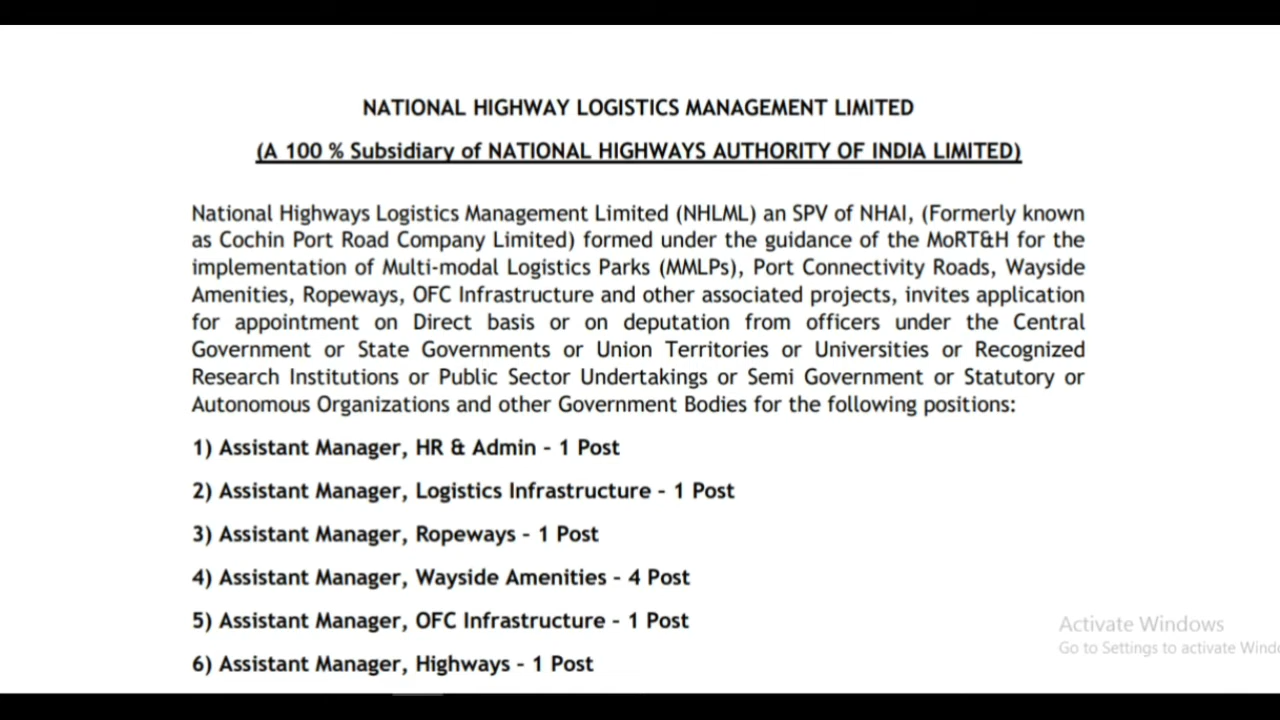 NATIONAL HIGHWAY LOGISTICS MANAGEMENT LIMITED
(A 100 % Subsidiary of NATIONAL HIGHWAYS AUTHORITY OF INDIA LIMITED)
National Highways Logistics Management Limited (NHLML) an SPV of NHAI, (Formerly known
as Cochin Port Road Company Limited) formed under the guidance of the MoRT&H for the
implementation of Multi-modal Logistics Parks (MMLPs), Port Connectivity Roads, Wayside
Amenities, Ropeways, OFC Infrastructure and other associated projects, invites application
for appointment on Direct basis or on deputation from officers under the Central
Government or State Governments or Union Territories or Universities or Recognized
Research Institutions or Public Sector Undertakings or Semi Government or Statutory or
Autonomous Organizations and other Government Bodies for the following positions:
1) Assistant Manager, HR & Admin - 1 Post
2) Assistant Manager, Logistics Infrastructure - 1 Post
3) Assistant Manager, Ropeways - 1 Post
4) Assistant Manager, Wayside Amenities - 4 Post
5) Assistant Manager, OFC Infrastructure - 1 Post
6) Assistant Manager, Highways - 1 Post
Activate Windows
Go to Settings to activate Windo